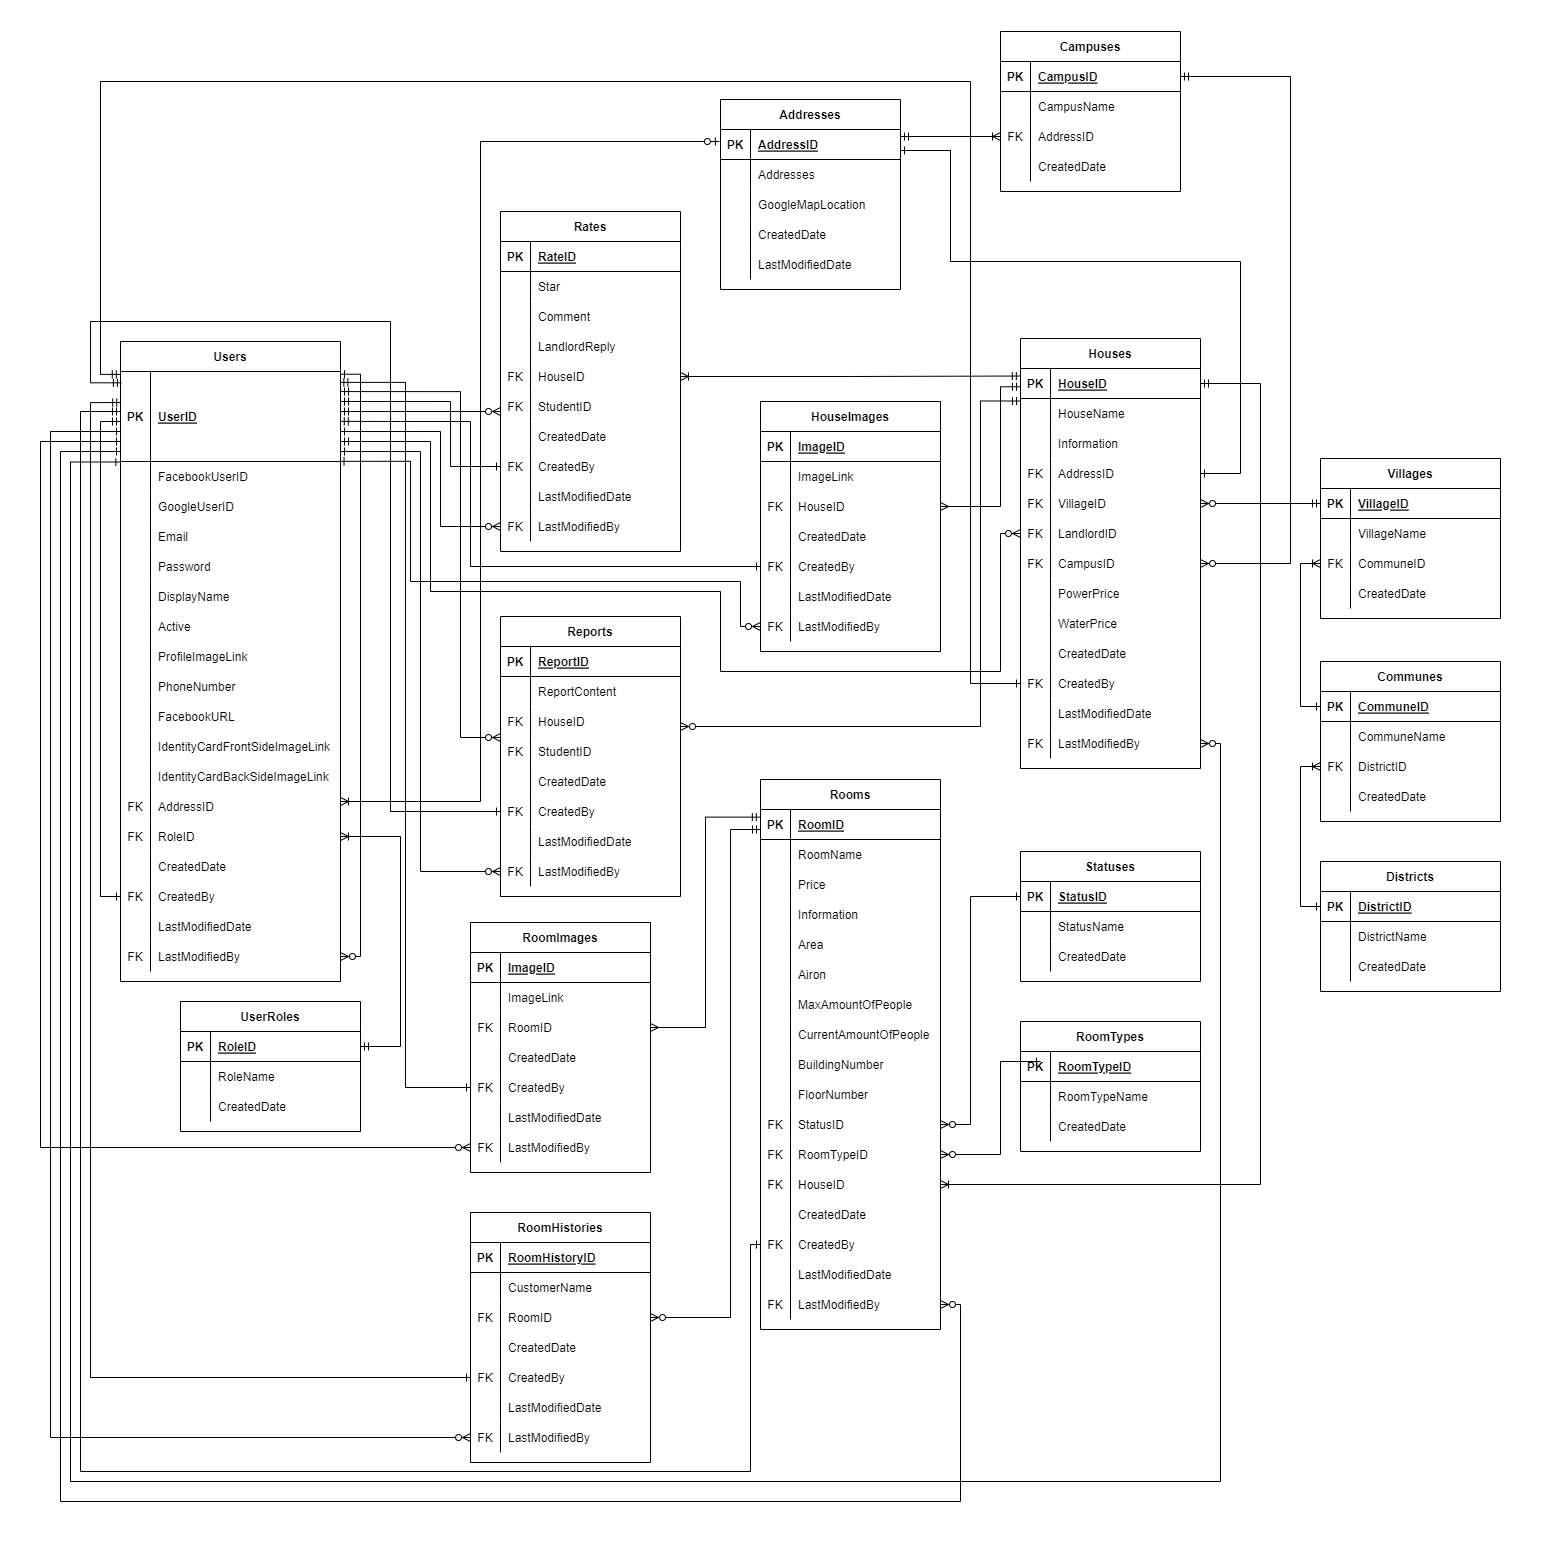 Campuses
PK CampusID
CampusName
FK AddressID
CreatedDate
Addresses
PK AddressID
Addresses
GoogleMapLocation
CreatedDate
LastModifiedDate
Rates
PK RateID
Star
Comment
LandlordReply
FK HouseID
FK StudentID
CreatedDate
FK CreatedBy
LastModifiedDate
FK LastModifiedBy
Users
PK UserID
FacebookUserID
GoogleUserID
Email
Password
DisplayName
Active
ProfileImageLink
PhoneNumber
FacebookURL
IdentityCardFrontSideImageLink
IdentityCardBackSideImageLink
FK AddressID
FK RoleID
CreatedDate
FK CreatedBy
LastModifiedDate
FK LastModifiedBy
Houses
PK HouseID
HouseName
Information
FK AddressID
FK VillageID
FK LandlordID
FK CampusID
PowerPrice
WaterPrice
CreatedDate
FK CreatedBy
LastModifiedDate
FK LastModifiedBy
HouseImages
PK ImageID
ImageLink
FK HouseID
CreatedDate
FK CreatedBy
LastModifiedDate
FK LastModifiedBy
Villages
PK VillageID
VillageName
FK CommuneID
CreatedDate
Reports
PK ReportID
ReportContent
FK HouseID
FK StudentID
CreatedDate
FK CreatedBy
LastModifiedDate
FK LastModifiedBy
Communes
PK CommuneID
CommuneName
FK DistrictID
CreatedDate
Rooms
PK RoomID
RoomName
Price
Information
Area
Airon
MaxAmountOfPeople
CurrentAmountOfPeople
BuildingNumber
FloorNumber
FK StatusID
FK RoomTypeID
FK HouseID
CreatedDate
FK CreatedBy
LastModifiedDate
FK LastModifiedBy
Statuses
PK StatusID
StatusName
CreatedDate
Districts
PK DistrictID
DistrictName
CreatedDate
RoomImages
PK ImageID
ImageLink
FK RoomID
CreatedDate
FK CreatedBy
LastModifiedDate
FK LastModifiedBy
UserRoles
PK RoleID
RoleName
CreatedDate
RoomTypes
PK RoomTypeID
RoomTypeName
CreatedDate
RoomHistories
PK RoomHistoryID
CustomerName
FK RoomID
CreatedDate
FK CreatedBy
LastModifiedDate
FK LastModifiedBy